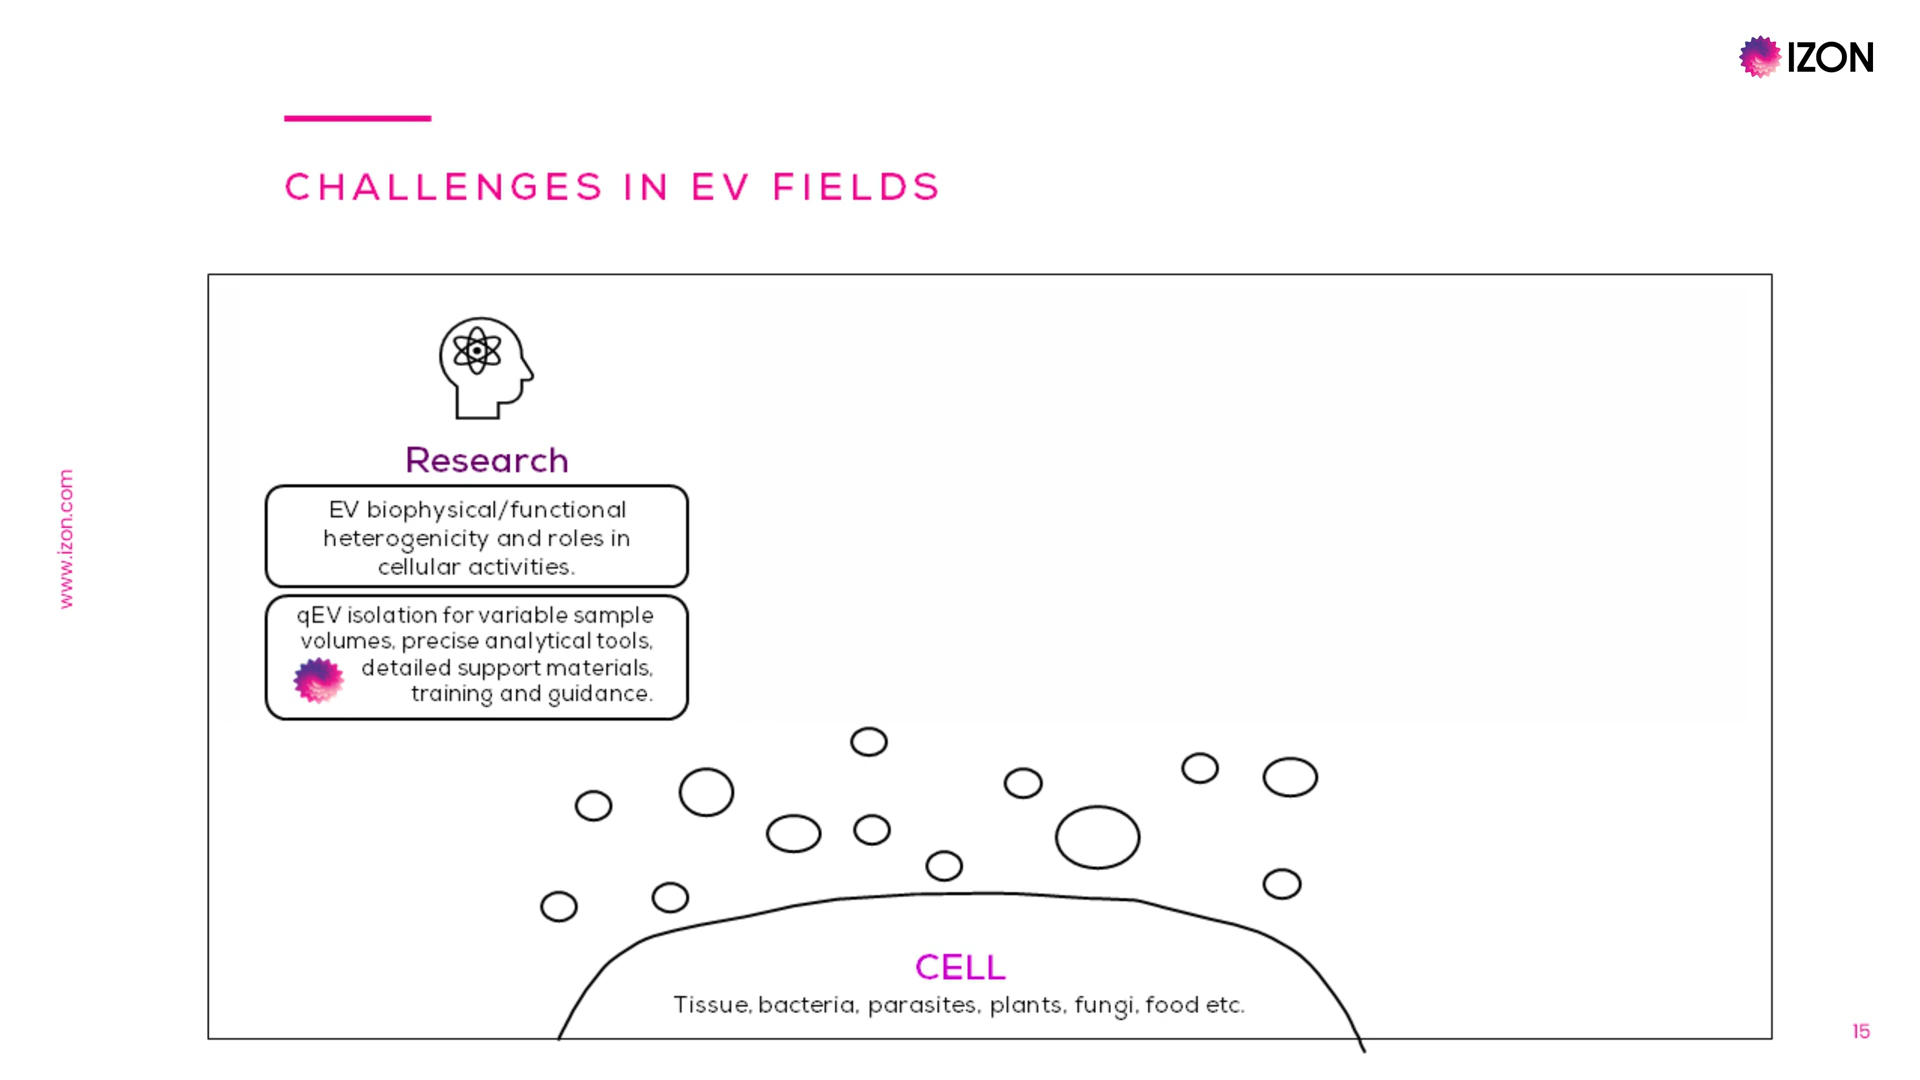 IZON
CHALLENGES IN EV FIELDS
www.izon.com
Research
EV biophysical/functional
heterogenicity and roles in
cellular activities.
qEV isolation for variable sample
volumes, precise analytical tools,
detailed support materials,
training and guidance.
CELL
Tissue, bacteria, parasites, plants, fungi, food etc.
15